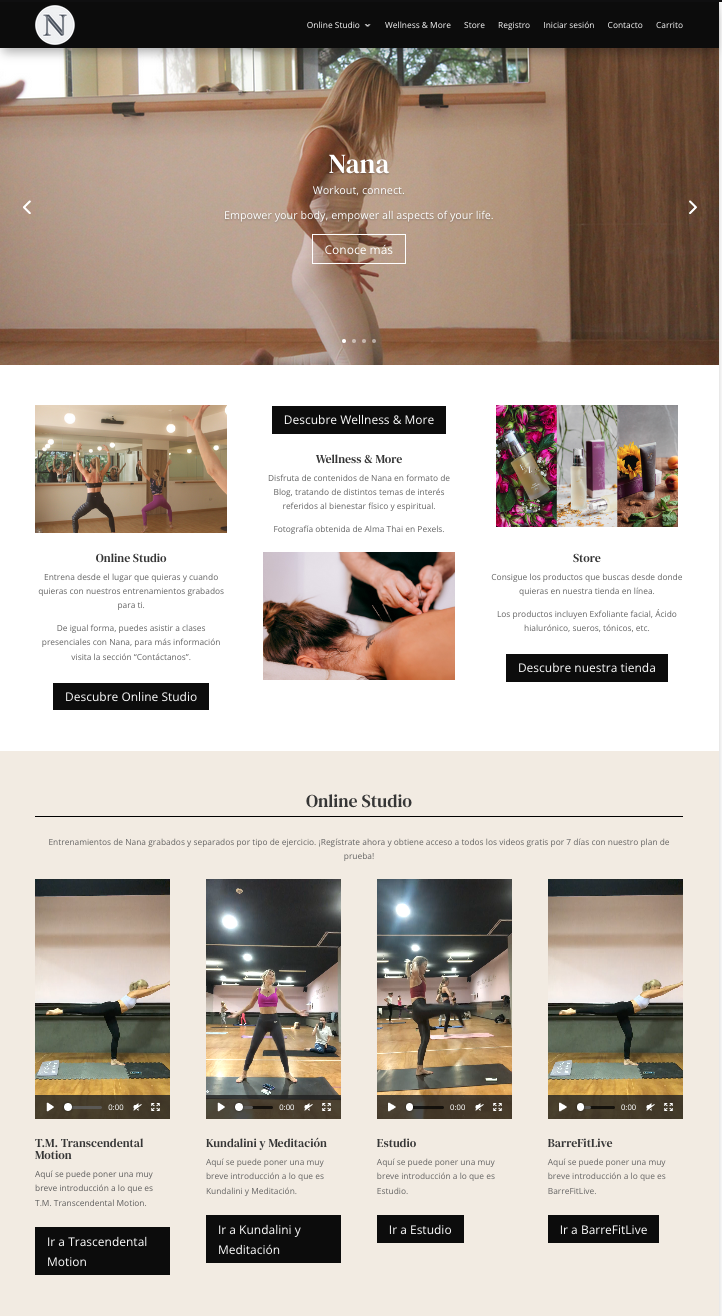 N
Online Studio
Wellness & More
Store
Registro
Iniciar sesión
Contacto
Carrito
Nana
Workout, connect.
Empower your body, empower all aspects of your life.
Conoce más
Online Studio
Entrena desde el lugar que quieras y cuando
quieras con nuestros entrenamientos grabados
para ti.
De igual forma, puedes asistir a clases
presenciales con Nana, para más información
visita la sección “Contáctanos”.
Descubre Online Studio
Descubre Wellness & More
Wellness & More
Disfruta de contenidos de Nana en formato de
Blog, tratando de distintos temas de interés
referidos al bienestar físico y espiritual.
Fotografía obtenida de Alma Thai en Pexels.
Store
Consigue los productos que buscas desde donde
quieras en nuestra tienda en línea.
Los productos incluyen Exfoliante facial, Ácido
hialurónico, sueros, tónicos, etc.
Descubre nuestra tienda
Online Studio
Entrenamientos de Nana grabados y separados por tipo de ejercicio. ¡Regístrate ahora y obtiene acceso a todos los videos gratis por 7 días con nuestro plan de
prueba!
0:00
0:00
0:00
0:00
T.M. Transcendental
Motion
Aquí se puede poner una muy
breve introducción a lo que es
T.M. Transcendental Motion.
Ir a Trascendental
Motion
Kundalini y Meditación
Aquí se puede poner una muy
breve introducción a lo que es
Kundalini y Meditación.
Ir a Kundalini y
Meditación
Estudio
Aquí se puede poner una muy
breve introducción a lo que es
Estudio.
Ir a Estudio
BarreFitLive
Aquí se puede poner una muy
breve introducción a lo que es
BarreFitLive.
Ir a BarreFitLive